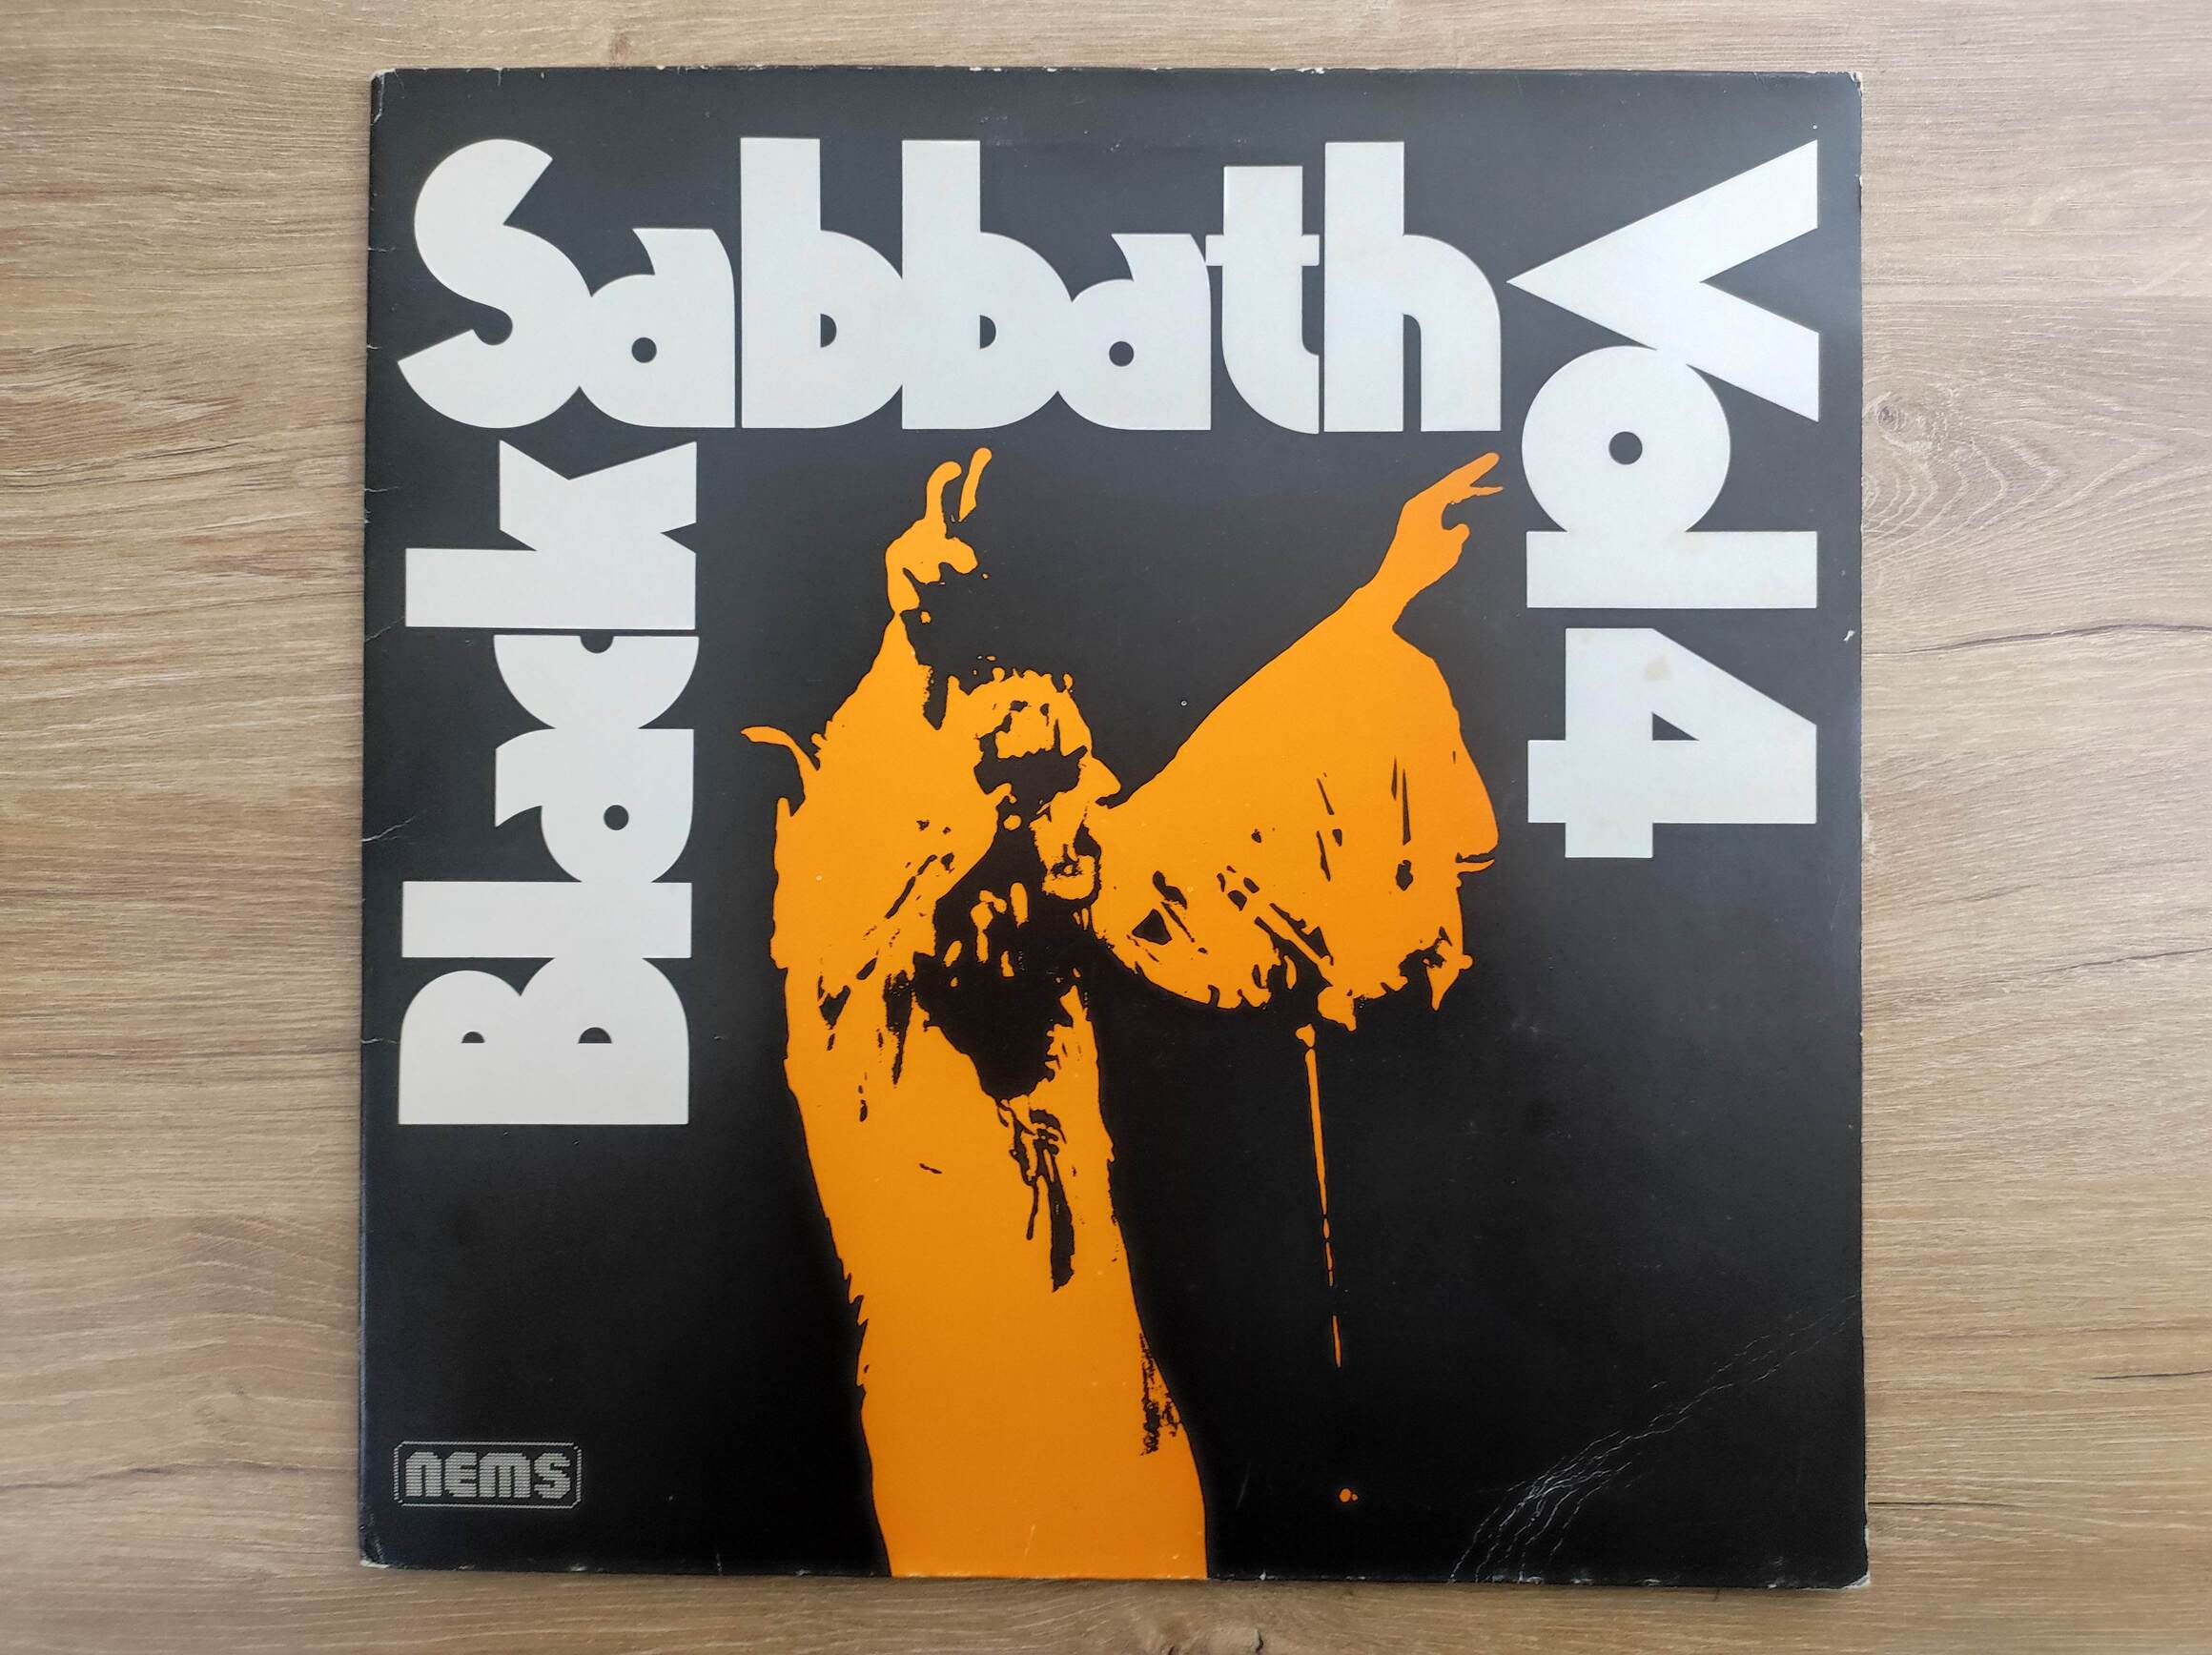 Black
Sabbath
Vol 4
nems